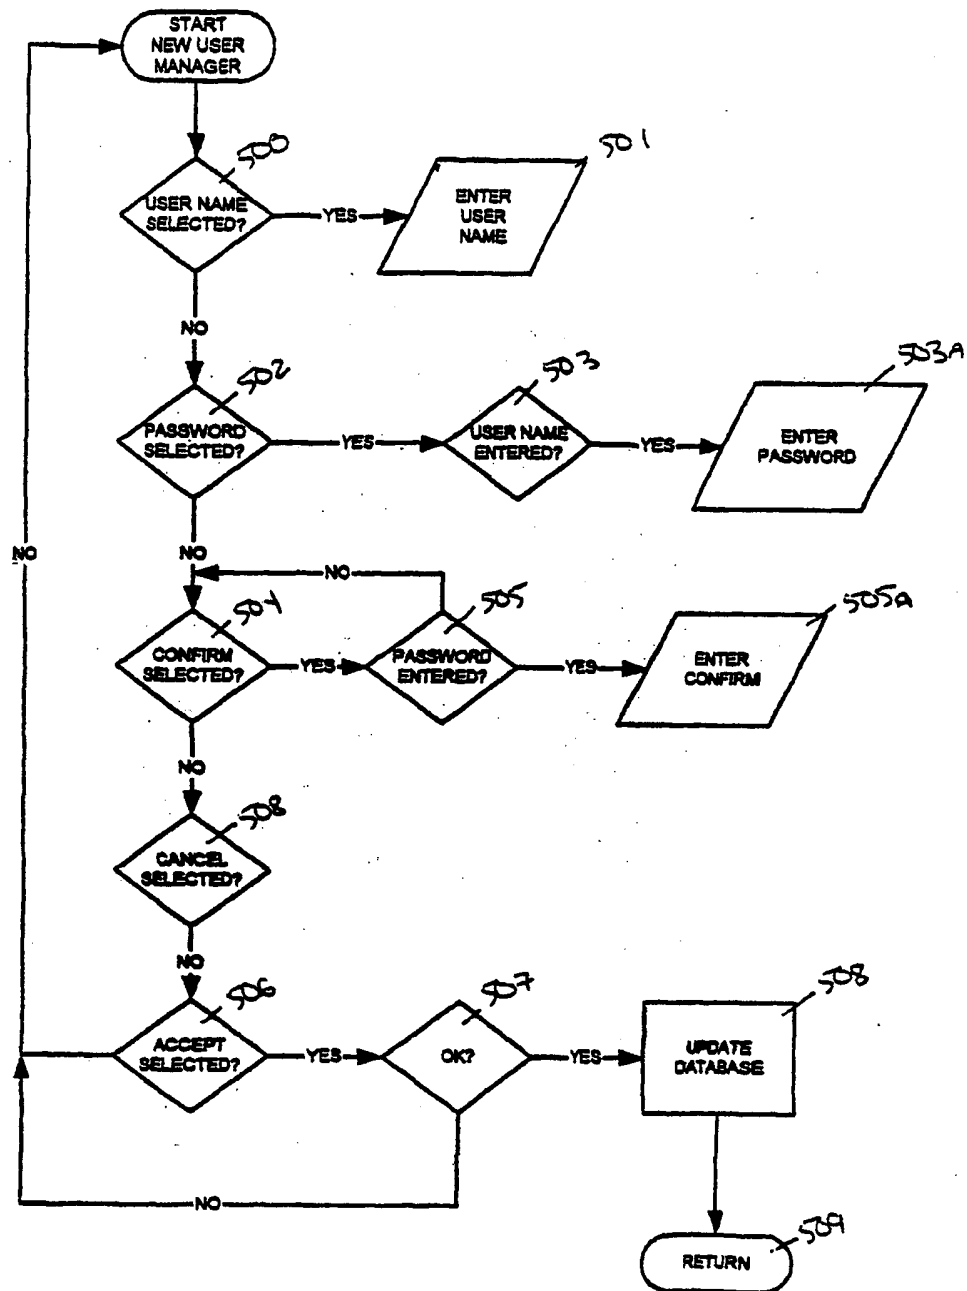 START
NEW USER
MANAGER
500
USER NAME
SELECTED?
YES
501
ENTER
USER
NAME
NO
502
PASSWORD
SELECTED?
YES
503
USER NAME
ENTERED?
YES
503A
ENTER
PASSWORD
NO
NO
NO
504
CONFIRM
SELECTED?
YES
505
PASSWORD
ENTERED?
YES
505A
ENTER
CONFIRM
NO
508
CANCEL
SELECTED?
NO
506
ACCEPT
SELECTED?
YES
507
OK?
YES
508
UPDATE
DATABASE
NO
509
RETURN